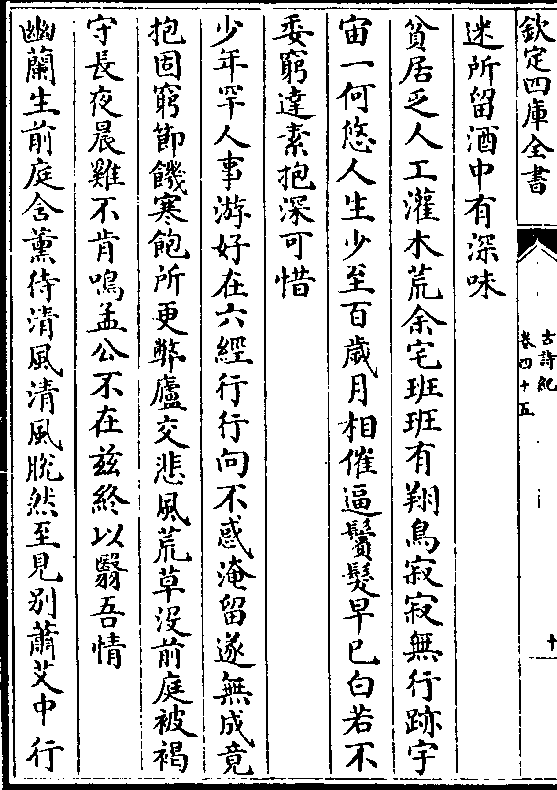 欽定四庫全書
古詩紀
卷四十五
十
迷所留酒中有深味
貧居乏人工灌木荒余宅班班有翔鳥寂寂無行跡宇
宙一何悠人生少至百歲月相催逼鬢髮早已白若不
委窮達素抱深可惜
少年罕人事游好在六經行行向不惑淹留遂無成竟
抱固窮節饑寒飽所更弊廬交悲風荒草没前庭被褐
守長夜晨雞不肯鳴孟公不在兹終以翳吾情
幽蘭生前庭含薰待清風清風脫然至見别蕭艾中行